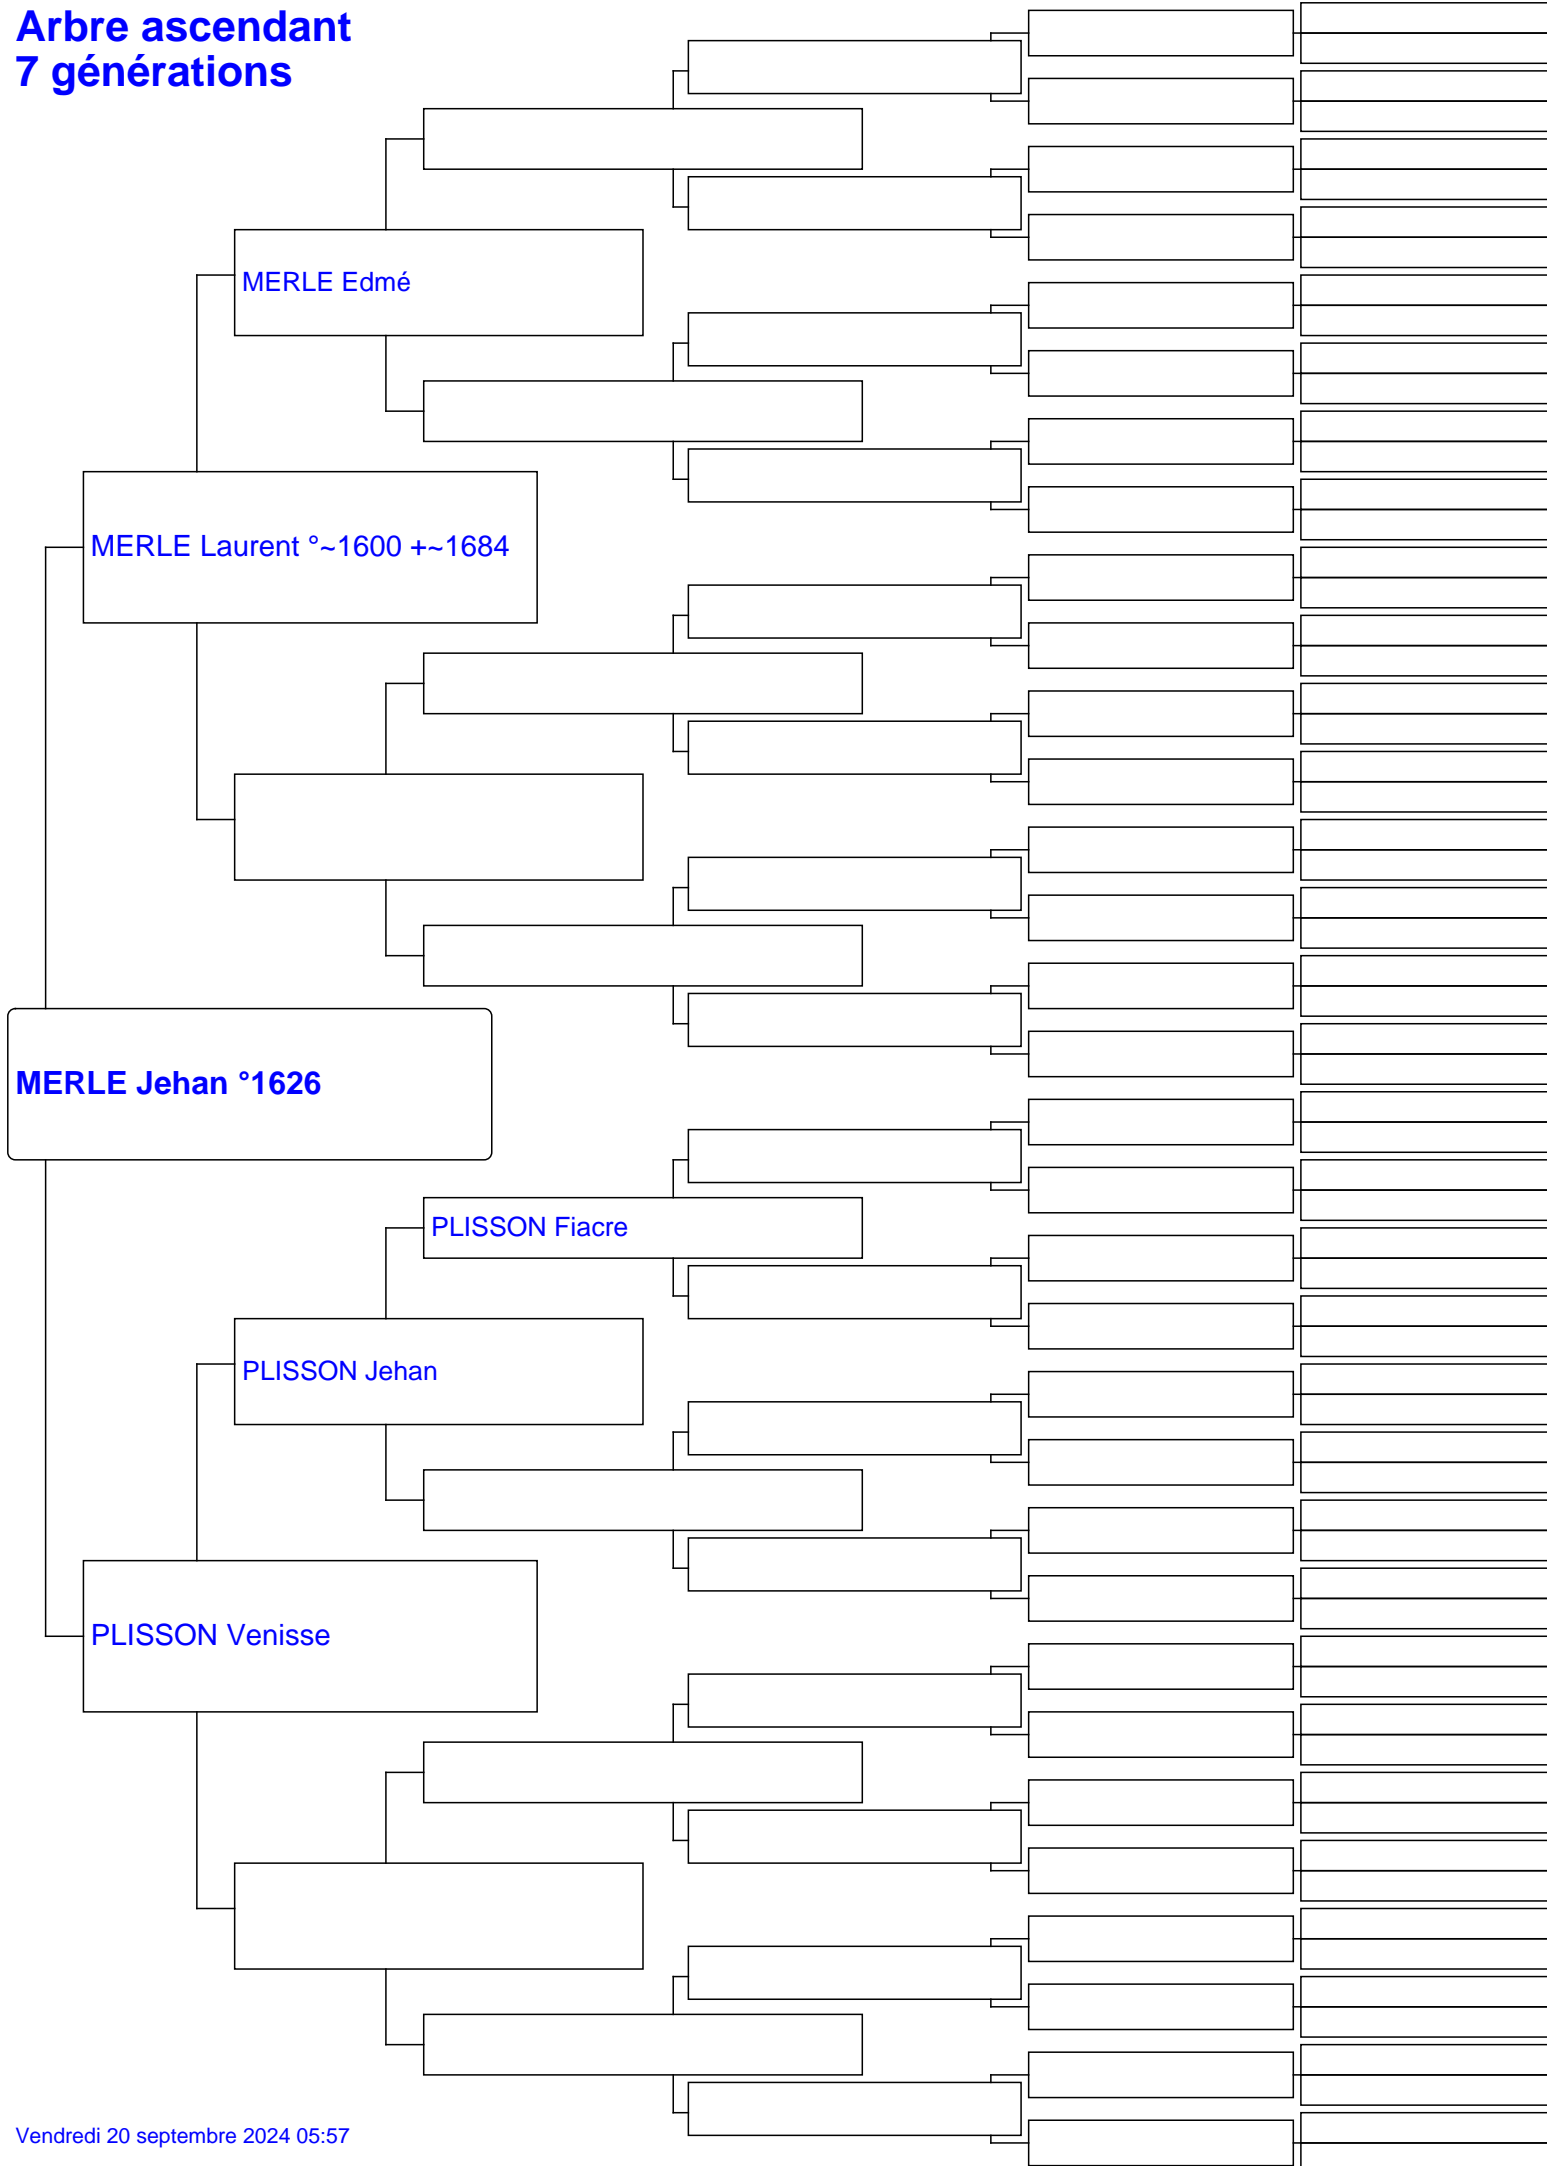 Arbre ascendant
7 générations
MERLE Edmé
MERLE Laurent °~1600 +~1684
MERLE Jehan °1626
PLISSON Fiacre
PLISSON Jehan
PLISSON Venisse
Vendredi 20 septembre 2024 05:57